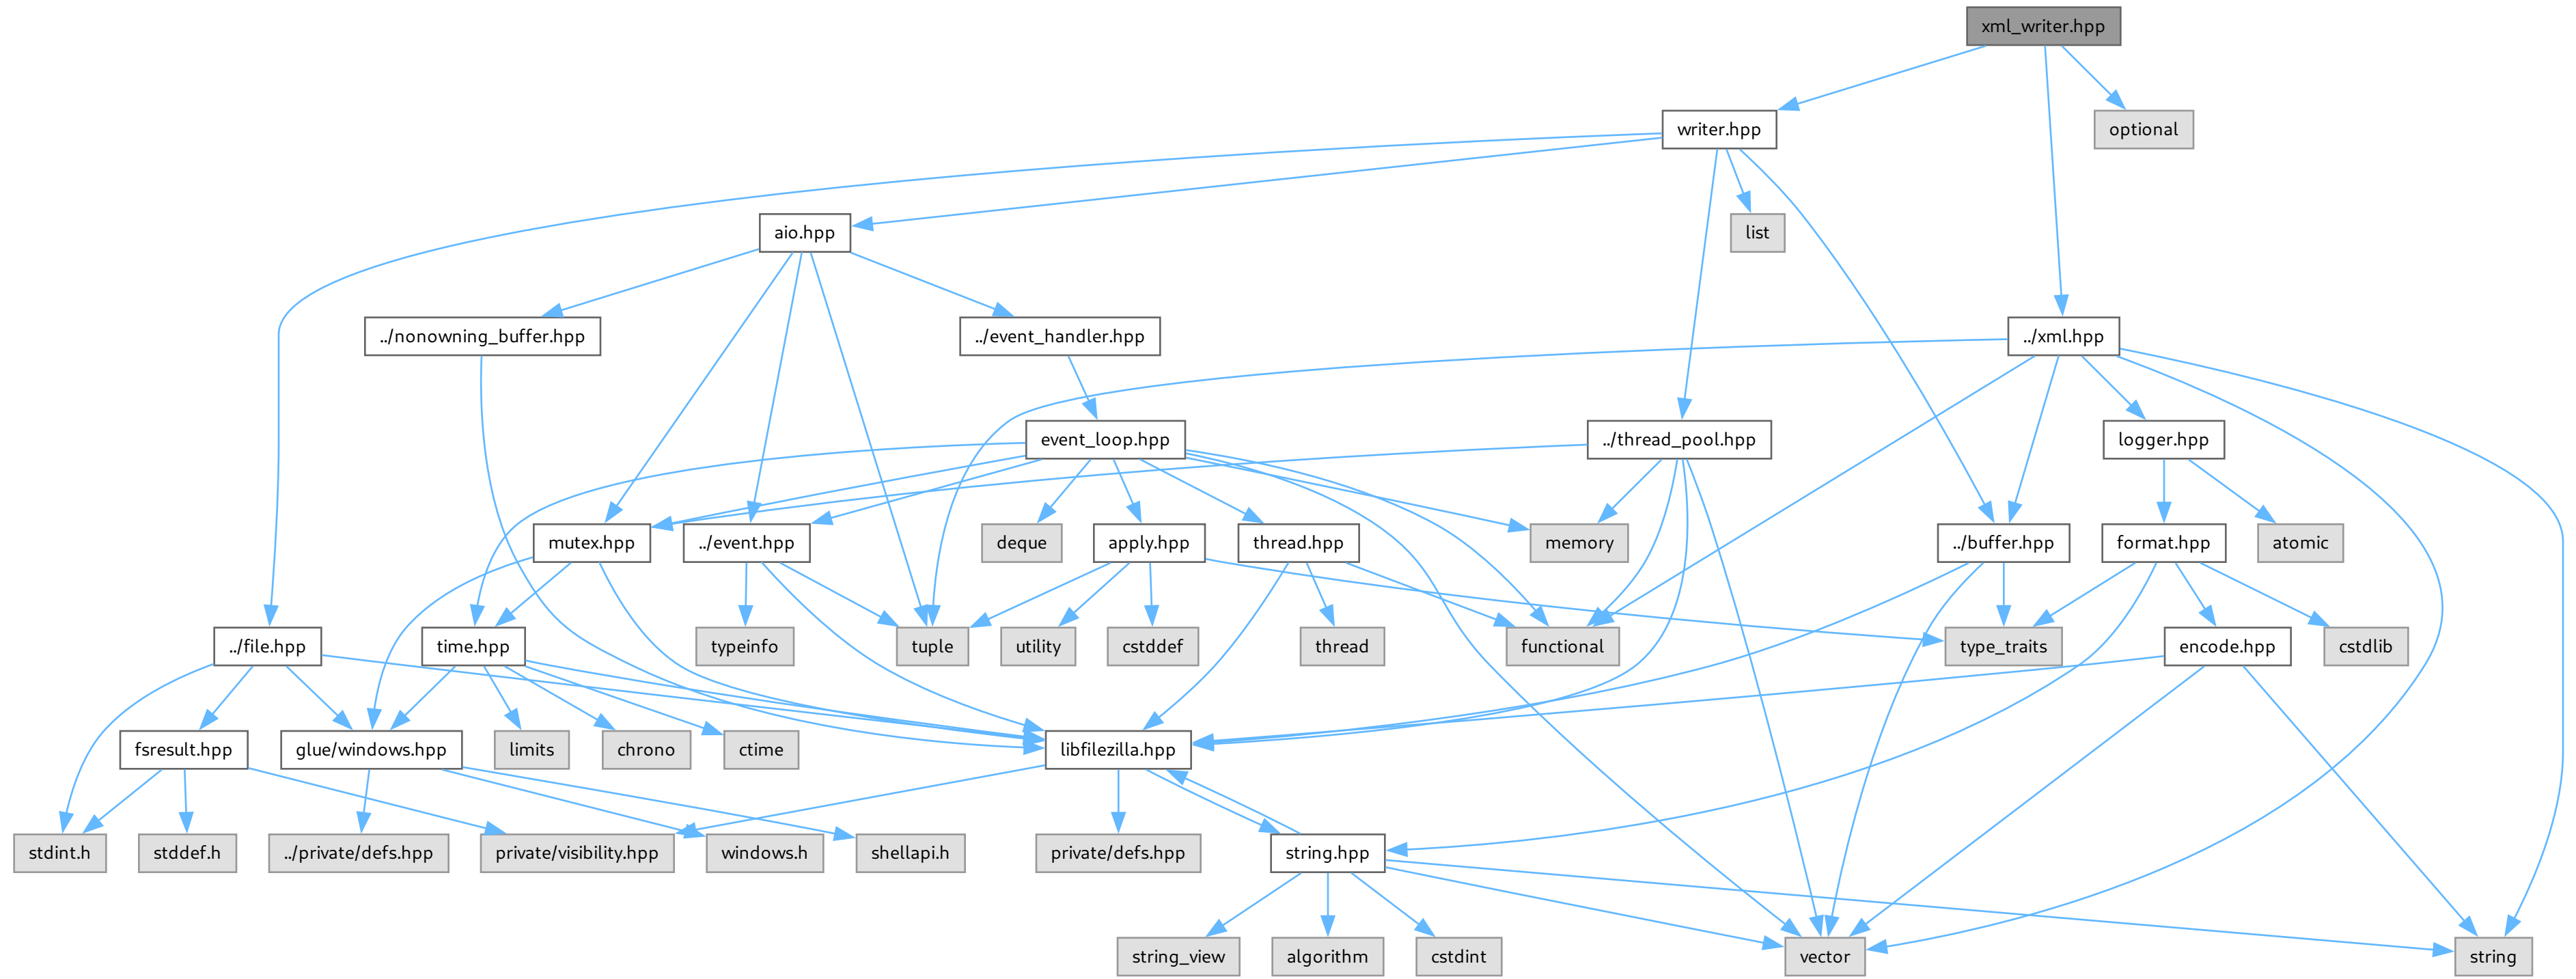 xml_writer.hpp
writer.hpp
optional
aio.hpp
list
../nonowning_buffer.hpp
../event_handler.hpp
../xml.hpp
event_loop.hpp
../thread_pool.hpp
logger.hpp
mutex.hpp
../event.hpp
deque
apply.hpp
thread.hpp
memory
../buffer.hpp
format.hpp
atomic
../file.hpp
time.hpp
typeinfo
tuple
utility
cstddef
thread
functional
type_traits
encode.hpp
cstdlib
fsresult.hpp
glue/windows.hpp
limits
chrono
ctime
libfilezilla.hpp
stdint.h
stddef.h
../private/defs.hpp
private/visibility.hpp
windows.h
shellapi.h
private/defs.hpp
string.hpp
string_view
algorithm
cstdint
vector
string